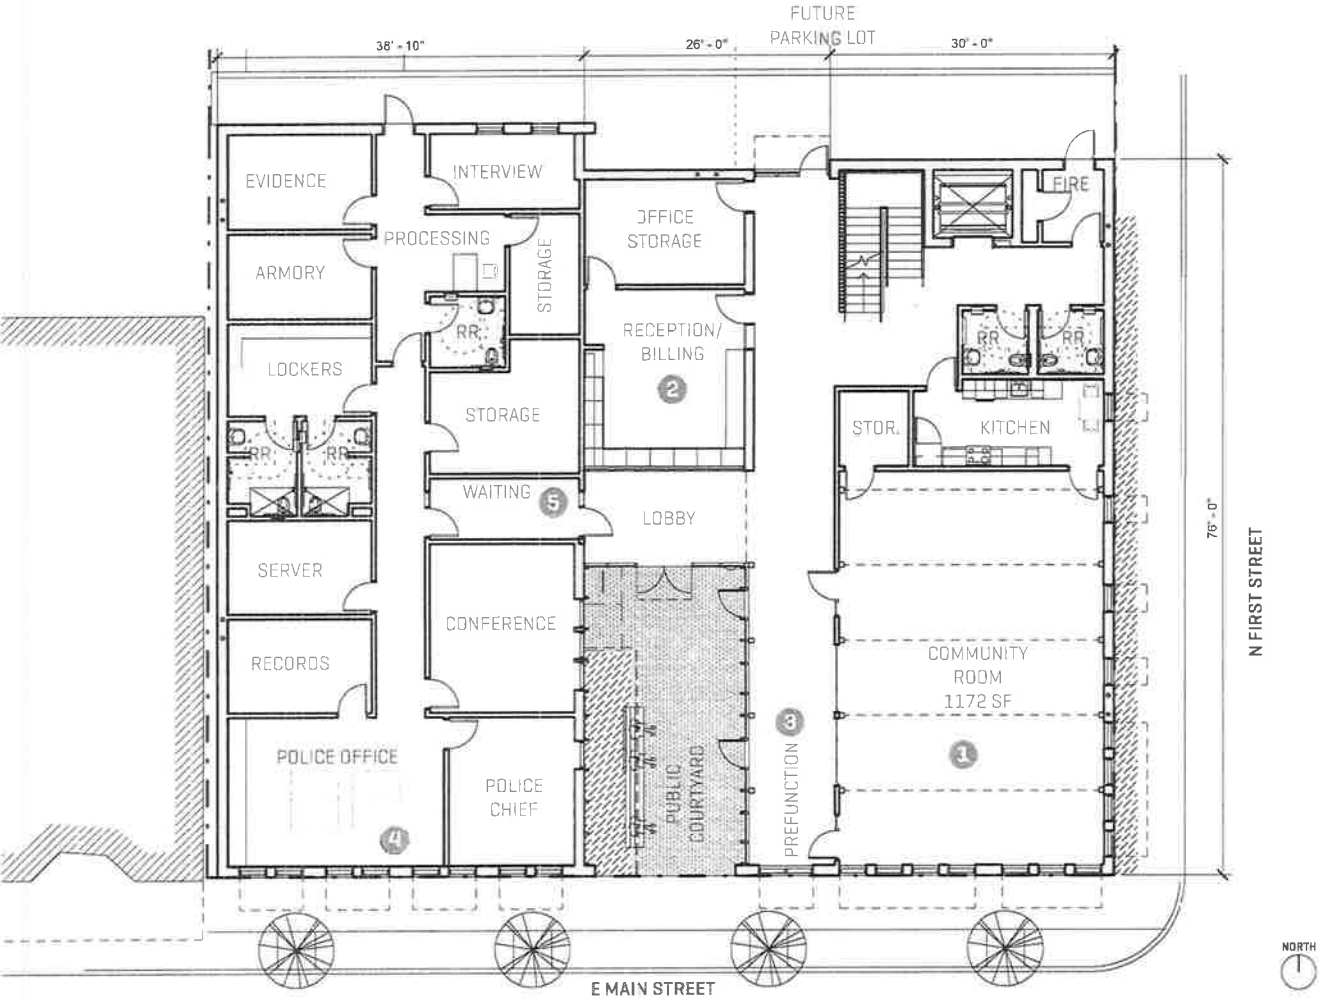 FUTURE
PARKING LOT
38' - 10"
26' - 0"
30' - 0"
EVIDENCE
INTERVIEW
FIRE
OFFICE
STORAGE
PROCESSING
STORAGE
ARMORY
RR
RECEPTION/
BILLING
2
RR
RR
LOCKERS
STORAGE
STOR.
KITCHEN
RR
RR
WAITING
5
LOBBY
76' - 0"
N FIRST STREET
SERVER
CONFERENCE
RECORDS
COMMUNITY
ROOM
1172 SF
3
1
PREFUNCTION
PUBLIC
COURTYARD
POLICE OFFICE
4
POLICE
CHIEF
NORTH
E MAIN STREET